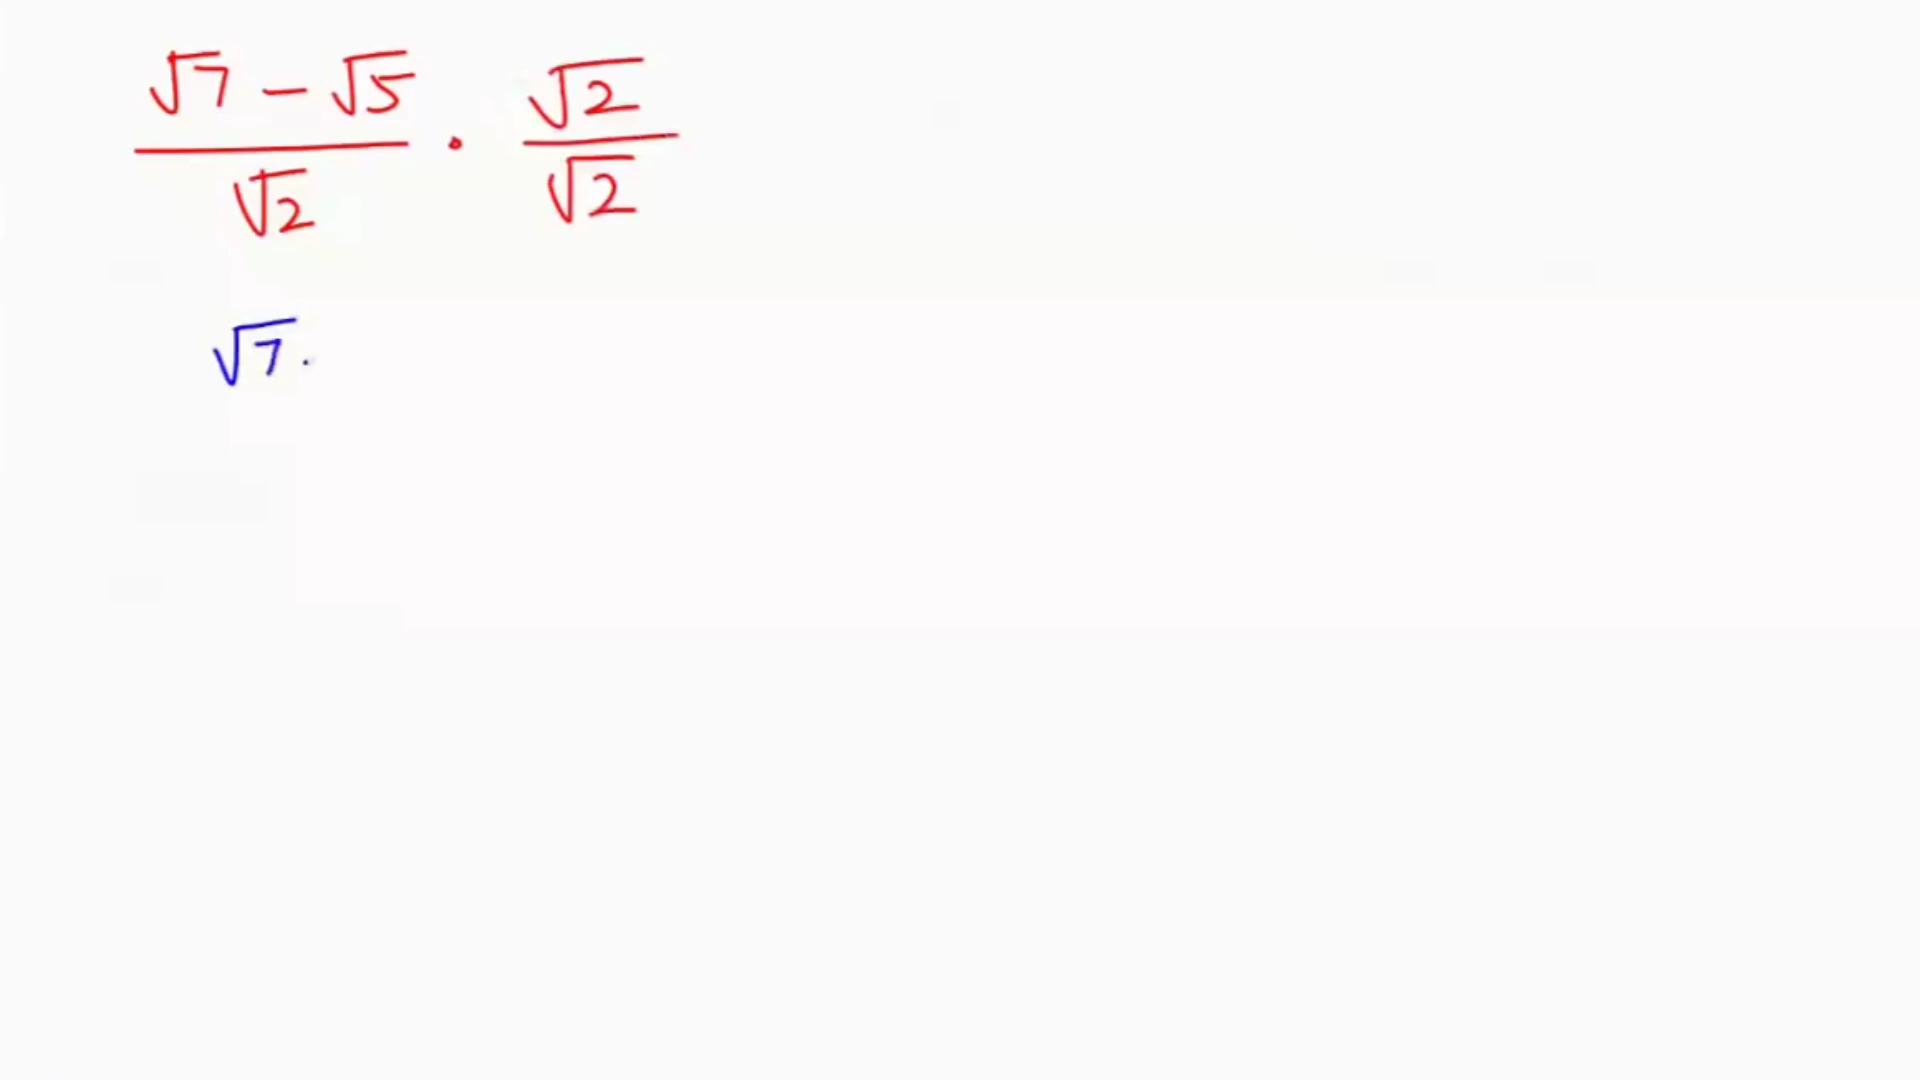 (√7 − √5)/√2 · √2/√2
√7 ·